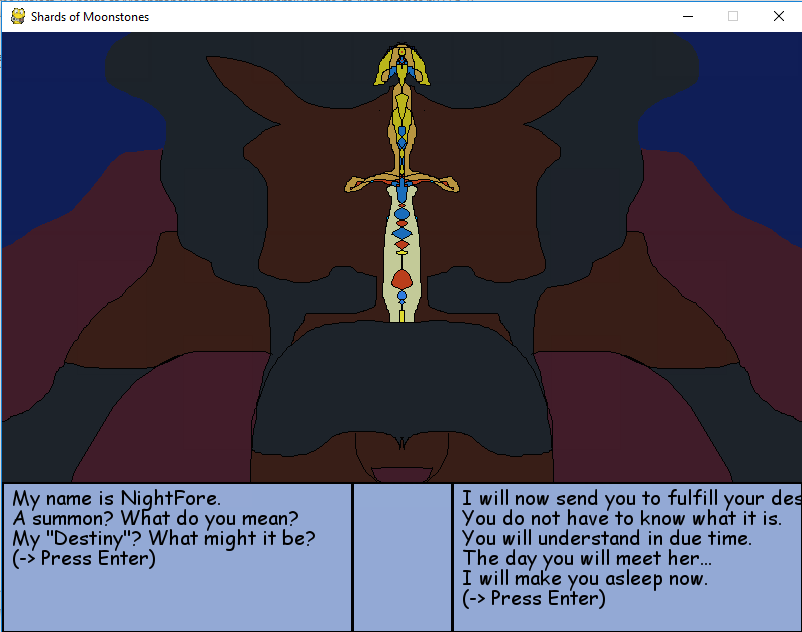 Shards of Moonstones
My name is NightFore.
A summon? What do you mean?
My "Destiny"? What might it be?
(-> Press Enter)
I will now send you to fulfill your des
You do not have to know what it is.
You will understand in due time.
The day you will meet her...
I will make you asleep now.
(-> Press Enter)